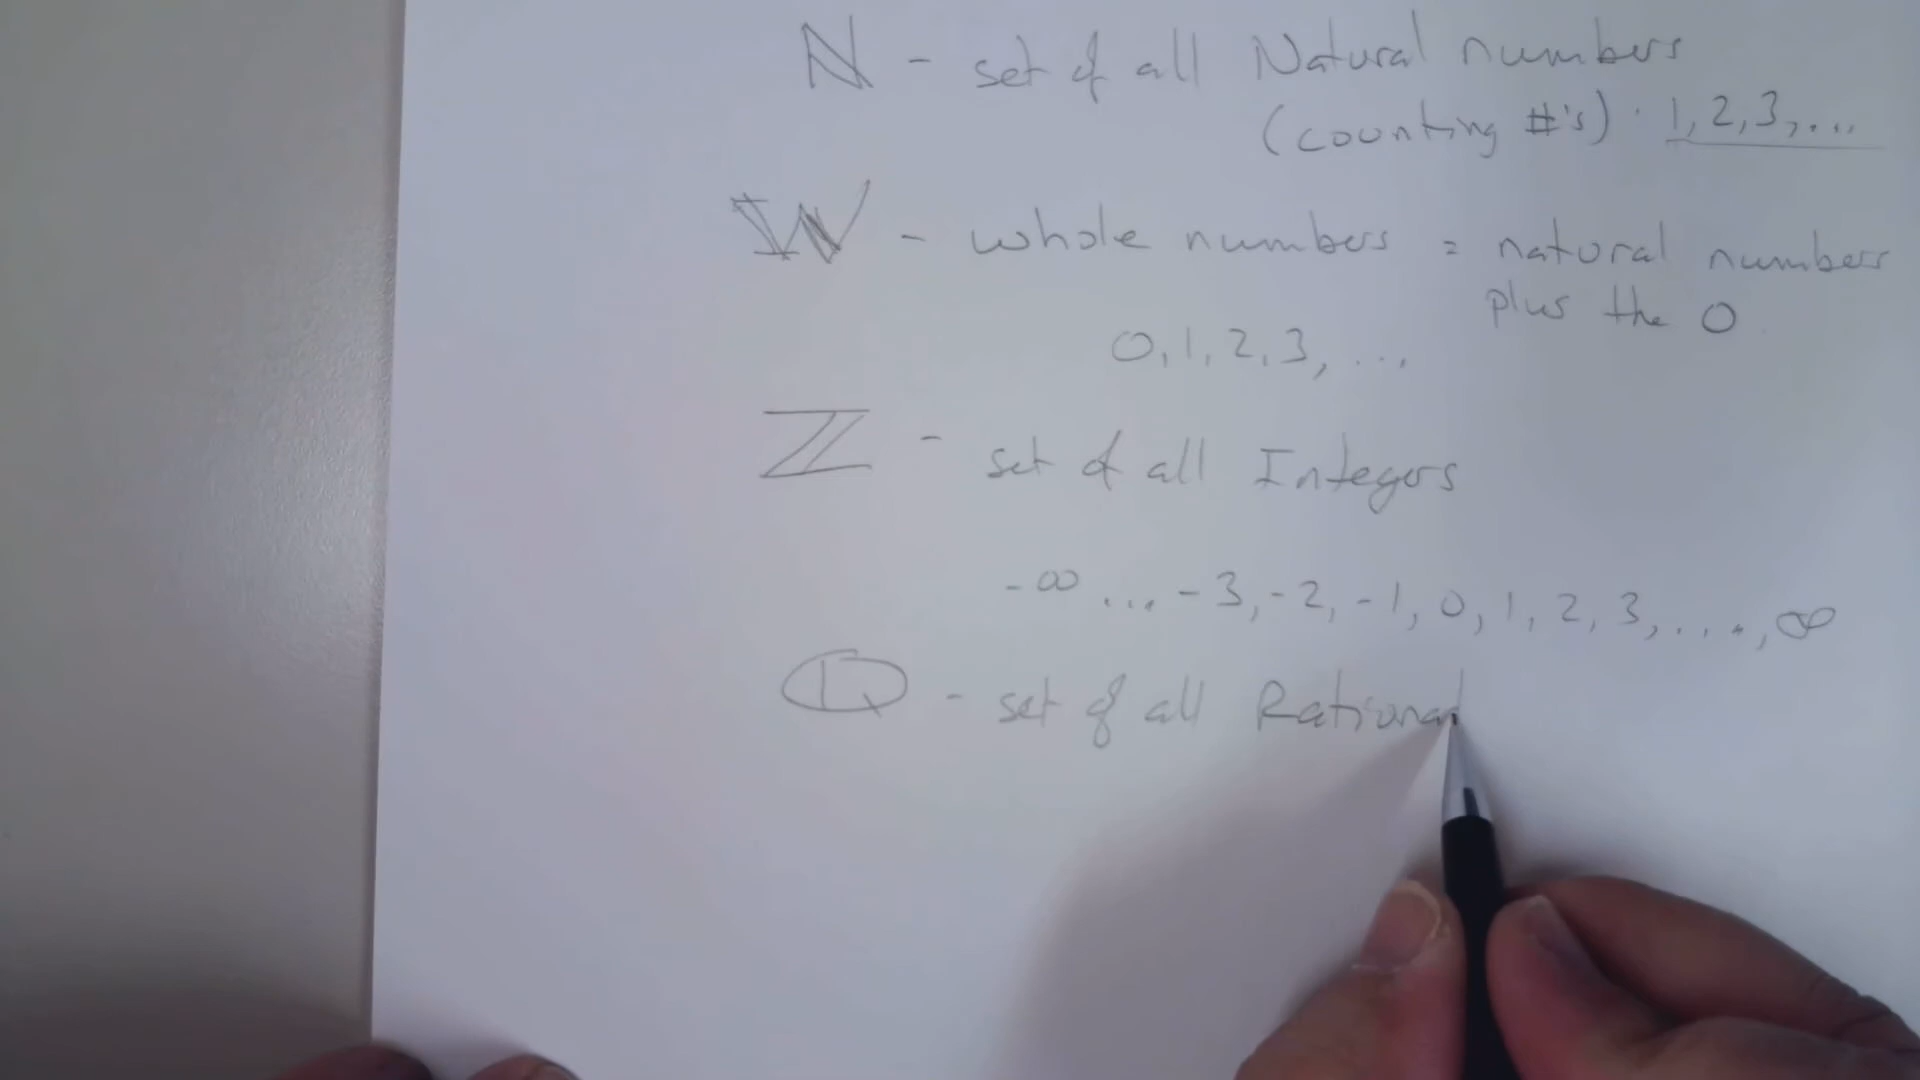 ℕ - set of all Natural numbers
(counting #'s) · 1, 2, 3, ...
𝕎 - whole numbers = natural numbers
plus the 0
0, 1, 2, 3, ...
ℤ - set of all Integers
-∞ ... -3, -2, -1, 0, 1, 2, 3, ...., ∞
ℚ - set of all Rational